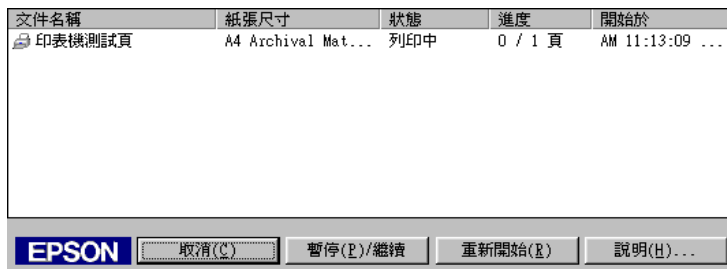 文件名稱 紙張尺寸 狀態 進度 開始於
印表機測試頁 A4 Archival Mat... 列印中 0 / 1 頁 AM 11:13:09 ...
EPSON 取消(C) 暫停(P)/繼續 重新開始(R) 說明(H)...